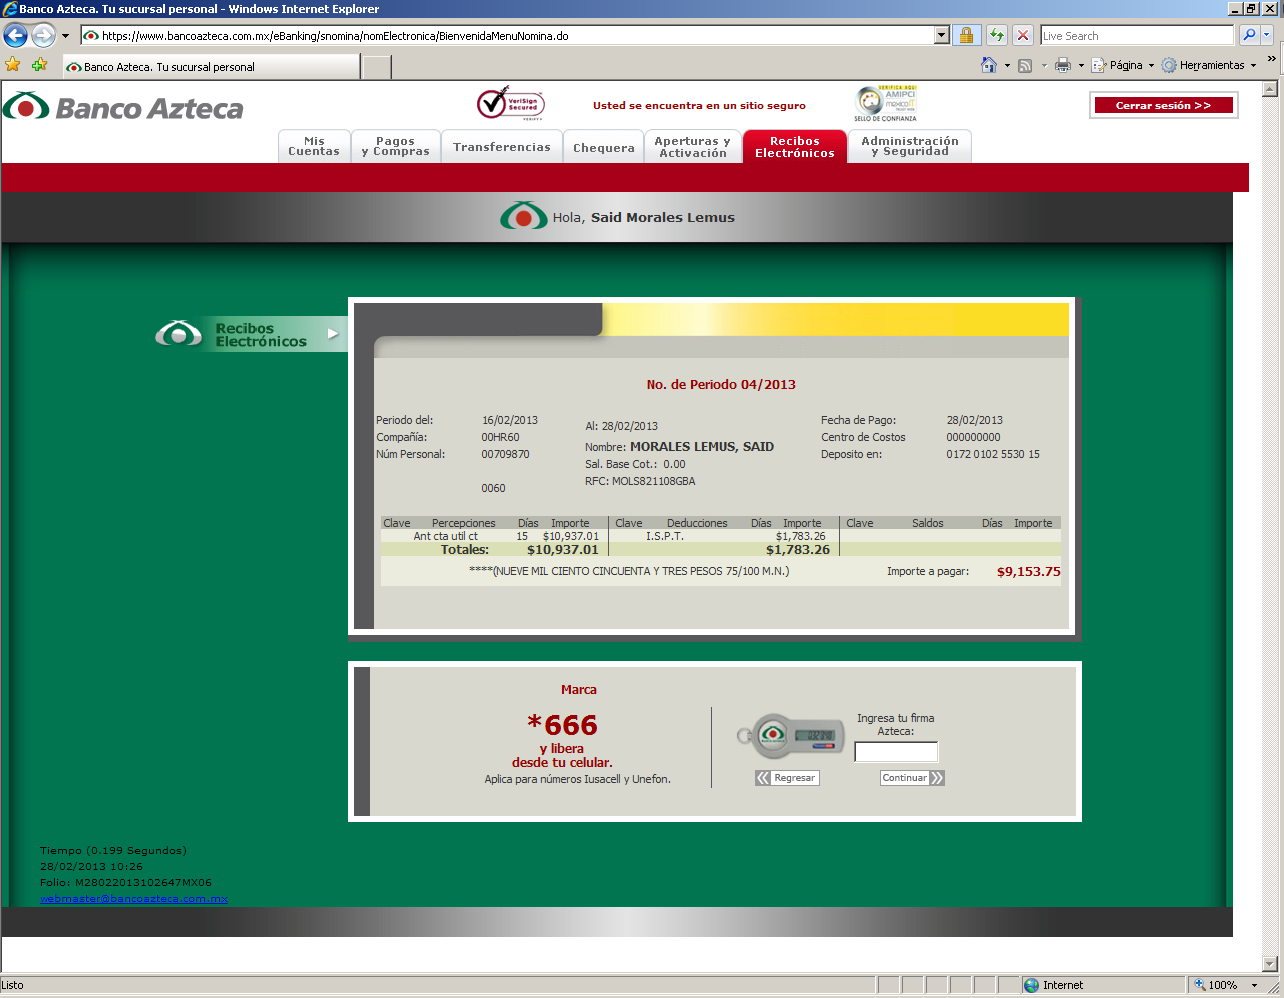 Banco Azteca. Tu sucursal personal - Windows Internet Explorer
https://www.bancoazteca.com.mx/eBanking/snomina/nomElectronica/BienvenidaMenuNomina.do
Live Search
Banco Azteca. Tu sucursal personal
Página
Herramientas
Banco Azteca
VeriSign Secured
VERIFY
Usted se encuentra en un sitio seguro
VERIFICA AQUI
AMIPCI
SELLO DE CONFIANZA
Cerrar sesión >>
Mis Cuentas
Pagos y Compras
Transferencias
Chequera
Aperturas y Activación
Recibos Electrónicos
Administración y Seguridad
Hola, Said Morales Lemus
Recibos
Electrónicos
No. de Periodo 04/2013
Periodo del: 16/02/2013 Al: 28/02/2013 Fecha de Pago: 28/02/2013
Compañía: 00HR60 Nombre: MORALES LEMUS, SAID Centro de Costos 000000000
Núm Personal: 00709870 Sal. Base Cot.: 0.00 Deposito en: 0172 0102 5530 15
0060 RFC: MOLS821108GBA
Clave Percepciones Días Importe Clave Deducciones Días Importe Clave Saldos Días Importe
Ant cta util ct 15 $10,937.01 I.S.P.T. $1,783.26
Totales: $10,937.01 $1,783.26
****(NUEVE MIL CIENTO CINCUENTA Y TRES PESOS 75/100 M.N.) Importe a pagar: $9,153.75
Marca
*666
y libera
desde tu celular.
Aplica para números Iusacell y Unefon.
Ingresa tu firma
Azteca:
Regresar
Continuar
Tiempo (0.199 Segundos)
28/02/2013 10:26
Folio: M28022013102647MX06
webmaster@bancoazteca.com.mx
Listo
Internet
100%